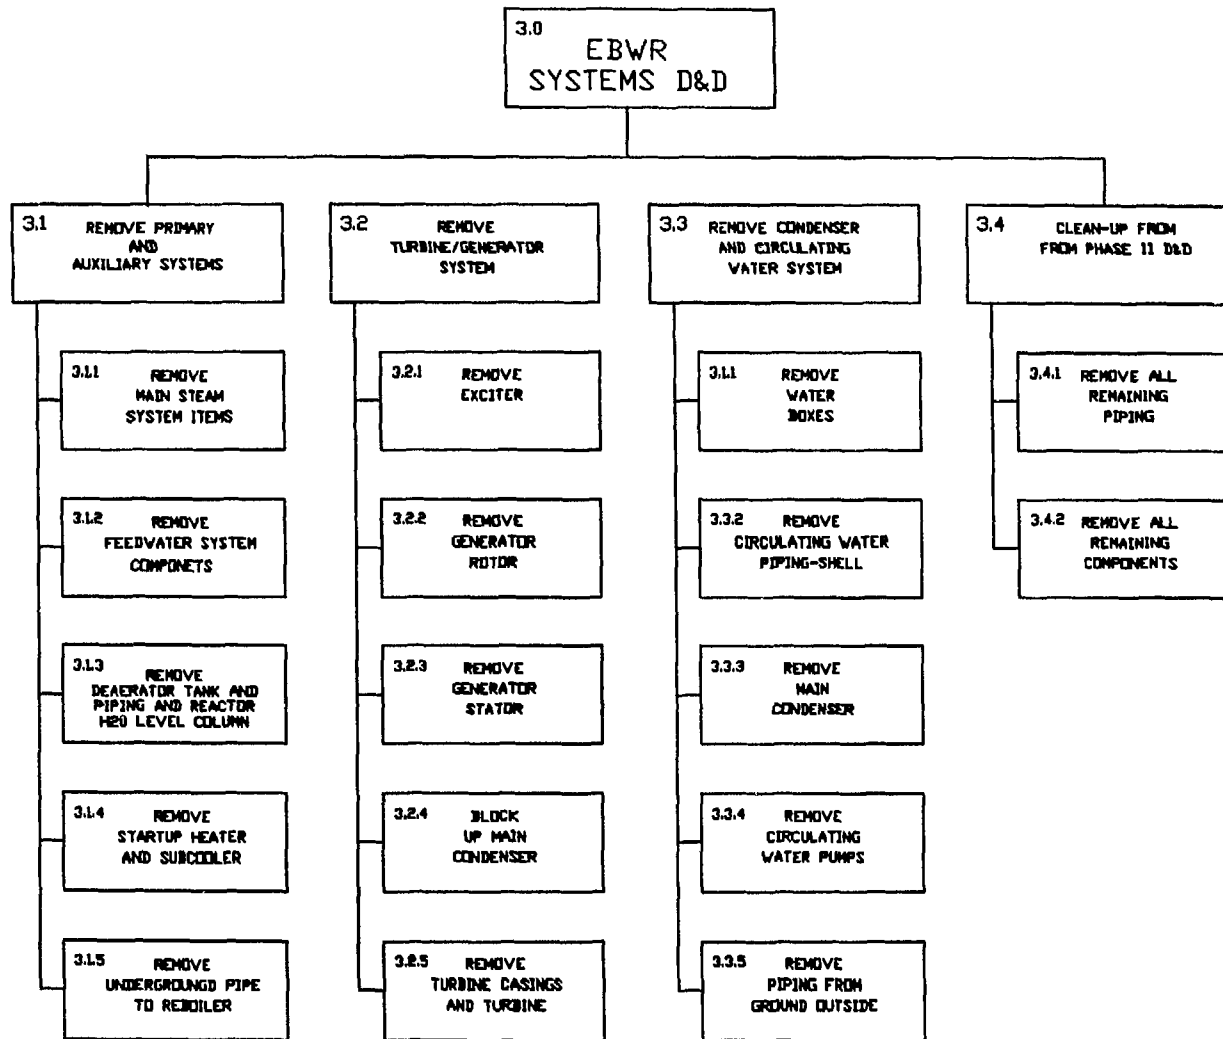 3.0
EBWR
SYSTEMS D&D
3.1
REMOVE PRIMARY
AND
AUXILIARY SYSTEMS
3.1.1
REMOVE
MAIN STEAM
SYSTEM ITEMS
3.1.2
REMOVE
FEEDWATER SYSTEM
COMPONETS
3.1.3
REMOVE
DEAERATOR TANK AND
PIPING AND REACTOR
H2O LEVEL COLUMN
3.1.4
REMOVE
STARTUP HEATER
AND SUBCOOLER
3.1.5
REMOVE
UNDERGROUNGD PIPE
TO REBOILER
3.2
REMOVE
TURBINE/GENERATOR
SYSTEM
3.2.1
REMOVE
EXCITER
3.2.2
REMOVE
GENERATOR
ROTOR
3.2.3
REMOVE
GENERATOR
STATOR
3.2.4
BLOCK
UP MAIN
CONDENSER
3.2.5
REMOVE
TURBINE CASINGS
AND TURBINE
3.3
REMOVE CONDENSER
AND CIRCULATING
WATER SYSTEM
3.1.1
REMOVE
WATER
BOXES
3.3.2
REMOVE
CIRCULATING WATER
PIPING-SHELL
3.3.3
REMOVE
MAIN
CONDENSER
3.3.4
REMOVE
CIRCULATING
WATER PUMPS
3.3.5
REMOVE
PIPING FROM
GROUND OUTSIDE
3.4
CLEAN-UP FROM
FROM PHASE II D&D
3.4.1
REMOVE ALL
REMAINING
PIPING
3.4.2
REMOVE ALL
REMAINING
COMPONENTS